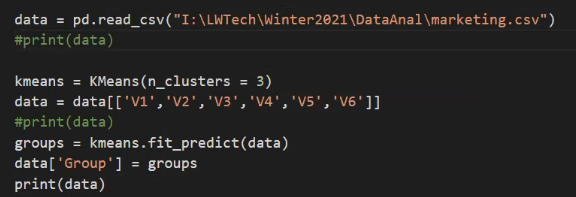 data = pd.read_csv("I:\LWTech\Winter2021\DataAnal\marketing.csv")
#print(data)
kmeans = KMeans(n_clusters = 3)
data = data[['V1','V2','V3','V4','V5','V6']]
#print(data)
groups = kmeans.fit_predict(data)
data['Group'] = groups
print(data)